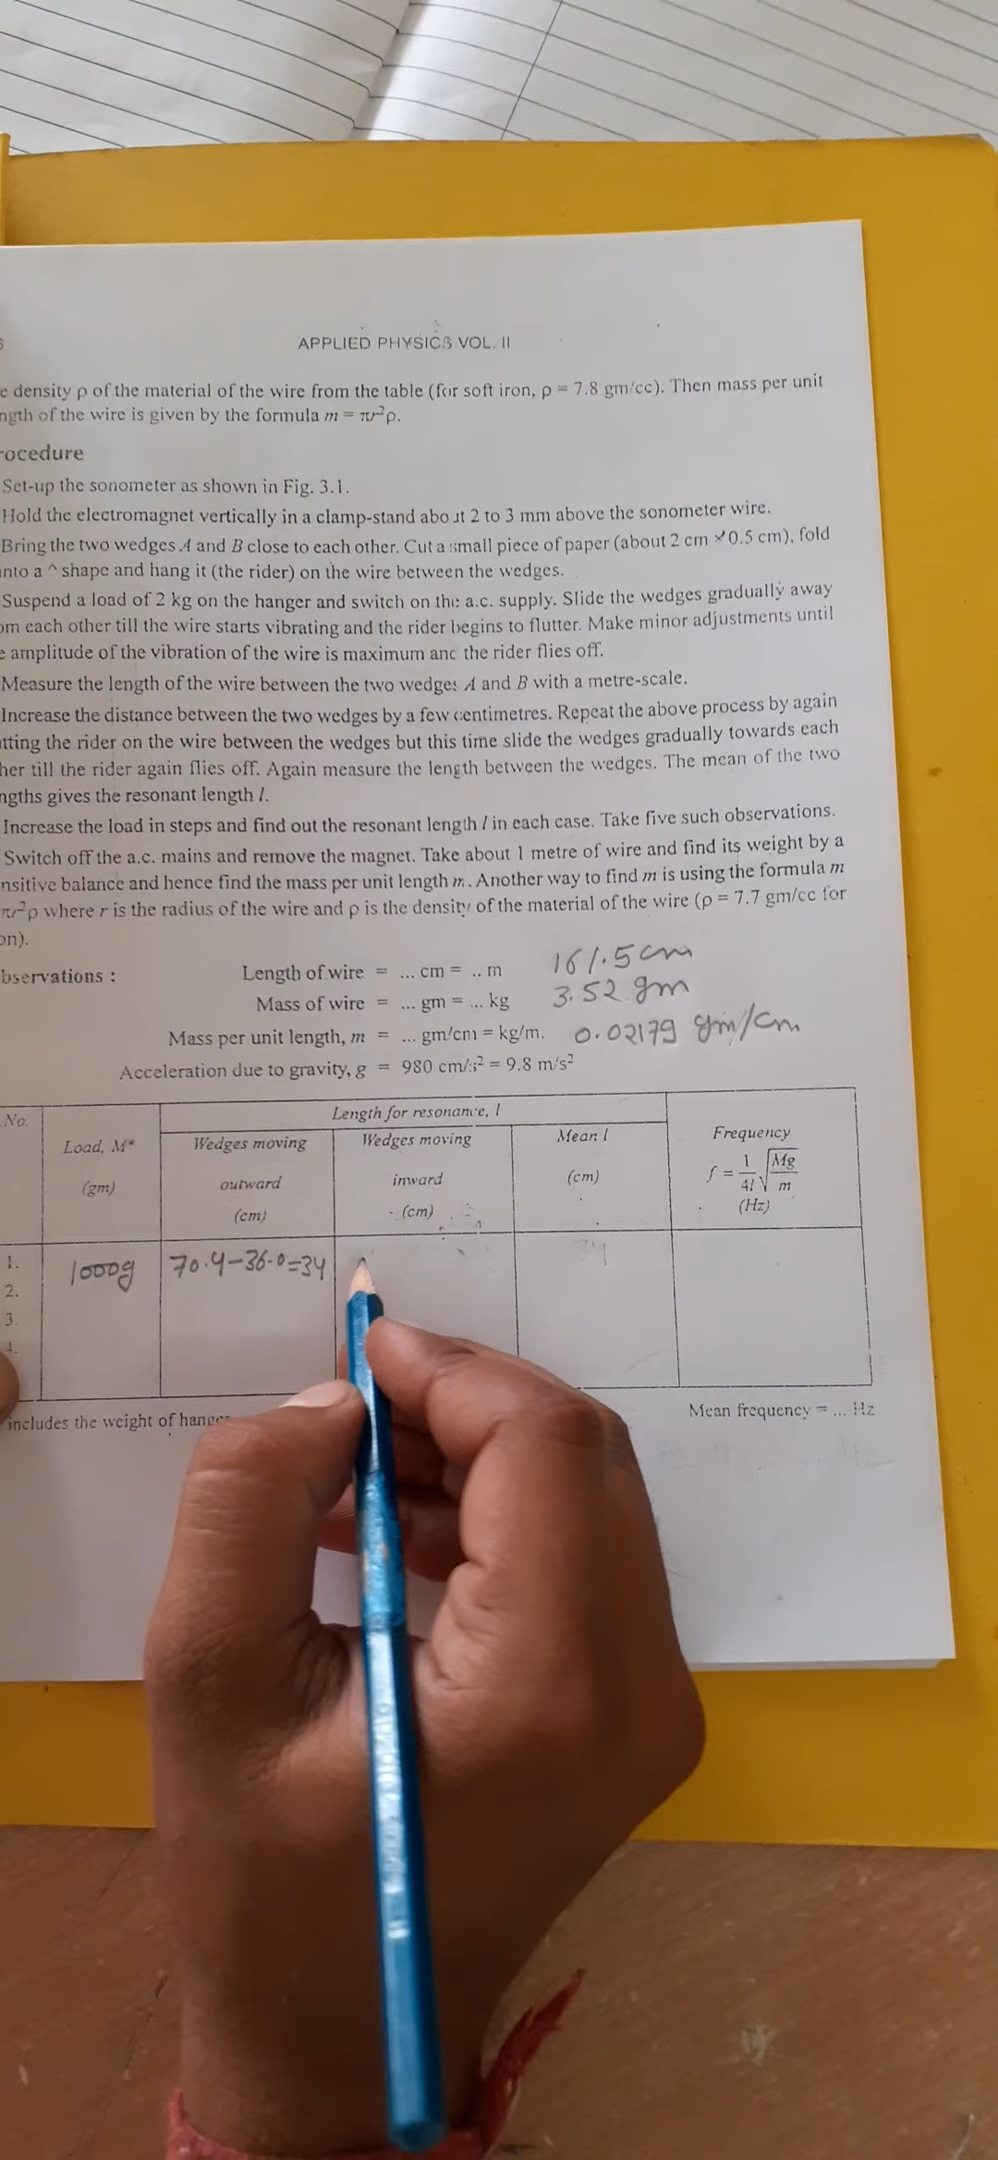 APPLIED PHYSICS VOL. II
density ρ of the material of the wire from the table (for soft iron, ρ = 7.8 gm/cc). Then mass per unit
ngth of the wire is given by the formula m = πr²ρ.
rocedure
Set-up the sonometer as shown in Fig. 3.1.
Hold the electromagnet vertically in a clamp-stand about 2 to 3 mm above the sonometer wire.
Bring the two wedges A and B close to each other. Cut a small piece of paper (about 2 cm × 0.5 cm), fold
into a ^ shape and hang it (the rider) on the wire between the wedges.
Suspend a load of 2 kg on the hanger and switch on the a.c. supply. Slide the wedges gradually away
om each other till the wire starts vibrating and the rider begins to flutter. Make minor adjustments until
e amplitude of the vibration of the wire is maximum and the rider flies off.
Measure the length of the wire between the two wedges A and B with a metre-scale.
Increase the distance between the two wedges by a few centimetres. Repeat the above process by again
tting the rider on the wire between the wedges but this time slide the wedges gradually towards each
her till the rider again flies off. Again measure the length between the wedges. The mean of the two
ngths gives the resonant length l.
Increase the load in steps and find out the resonant length l in each case. Take five such observations.
Switch off the a.c. mains and remove the magnet. Take about 1 metre of wire and find its weight by a
nsitive balance and hence find the mass per unit length m. Another way to find m is using the formula m
πr²ρ where r is the radius of the wire and ρ is the density of the material of the wire (ρ = 7.7 gm/cc for
on).
bservations : Length of wire = ... cm = .. m 161.5 cm
Mass of wire = ... gm = ... kg 3.52 gm
Mass per unit length, m = ... gm/cm = kg/m. 0.02179 gm/cm
Acceleration due to gravity, g = 980 cm/s² = 9.8 m/s²
No. Load, M* (gm)
Length for resonance, l
Wedges moving outward (cm)
Wedges moving inward (cm)
Mean l (cm)
Frequency f = 1/4l √Mg/m (Hz)
1. 1000g 70.4-36.0=34
2.
3.
4.
includes the weight of hanger
Mean frequency = ... Hz